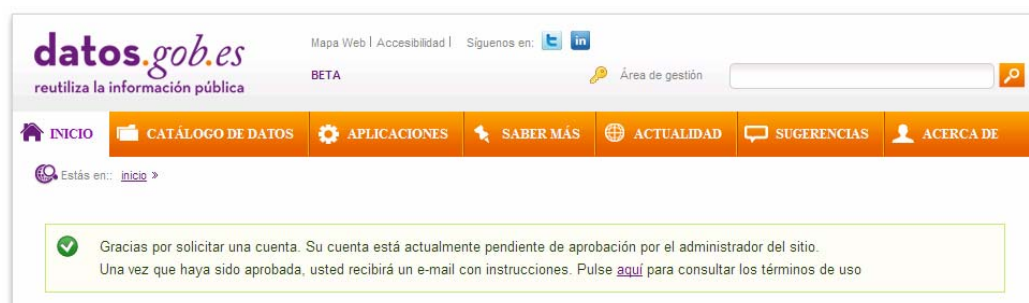 datos.gob.es
reutiliza la información pública
Mapa Web | Accesibilidad | Síguenos en:
BETA
Área de gestión
INICIO CATÁLOGO DE DATOS APLICACIONES SABER MÁS ACTUALIDAD SUGERENCIAS ACERCA DE
Estás en:: inicio »
Gracias por solicitar una cuenta. Su cuenta está actualmente pendiente de aprobación por el administrador del sitio.
Una vez que haya sido aprobada, usted recibirá un e-mail con instrucciones. Pulse aquí para consultar los términos de uso